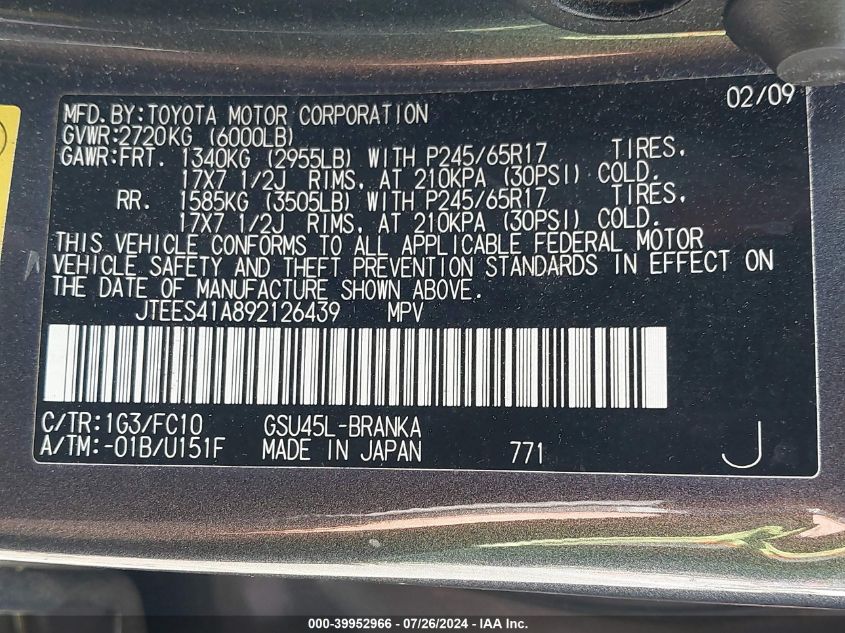 02/09
MFD.BY:TOYOTA MOTOR CORPORATION
GVWR:2720KG (6000LB)
GAWR:FRT. 1340KG (2955LB) WITH P245/65R17 TIRES,
17X7 1/2J RIMS, AT 210KPA (30PSI) COLD.
RR. 1585KG (3505LB) WITH P245/65R17 TIRES,
17X7 1/2J RIMS, AT 210KPA (30PSI) COLD.
THIS VEHICLE CONFORMS TO ALL APPLICABLE FEDERAL MOTOR
VEHICLE SAFETY AND THEFT PREVENTION STANDARDS IN EFFECT ON
THE DATE OF MANUFACTURE SHOWN ABOVE.
JTEES41A892126439 MPV
C/TR:1G3/FC10 GSU45L-BRANKA
A/TM:-01B/U151F MADE IN JAPAN 771 J
000-39952966 - 07/26/2024 - IAA Inc.